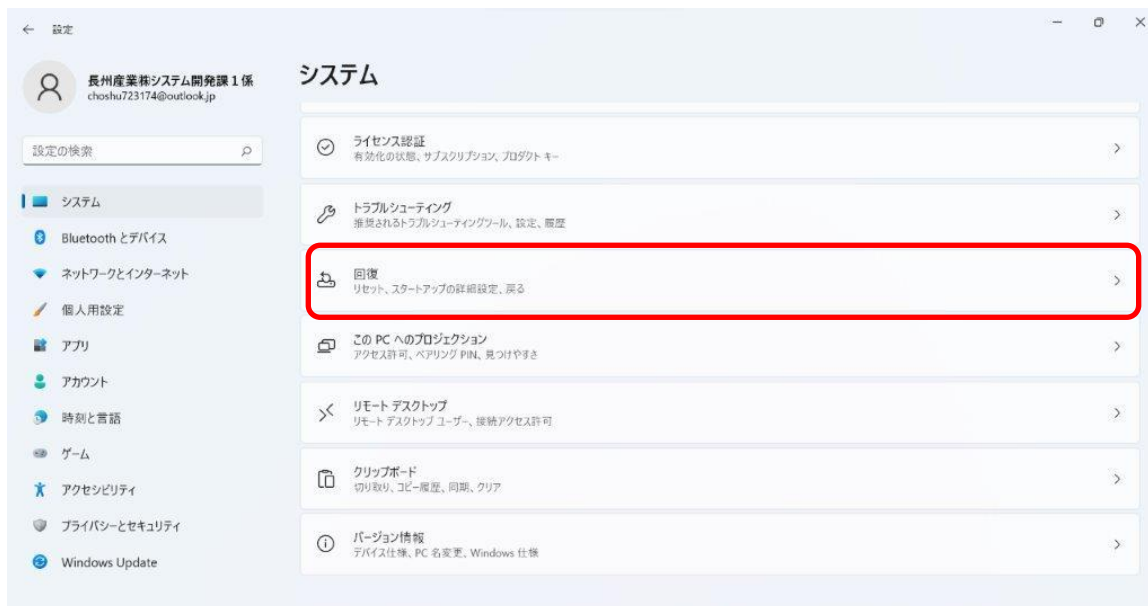 設定
長州産業㈱システム開発課1係
choshu723174@outlook.jp
設定の検索
システム
Bluetooth とデバイス
ネットワークとインターネット
個人用設定
アプリ
アカウント
時刻と言語
ゲーム
アクセシビリティ
プライバシーとセキュリティ
Windows Update
システム
ライセンス認証
有効化の状態、サブスクリプション、プロダクト キー
トラブルシューティング
推奨されるトラブルシューティングツール、設定、履歴
回復
リセット、スタートアップの詳細設定、戻る
この PC へのプロジェクション
アクセス許可、ペアリング PIN、見つけやすさ
リモート デスクトップ
リモート デスクトップ ユーザー、接続アクセス許可
クリップボード
切り取り、コピー履歴、同期、クリア
バージョン情報
デバイス仕様、PC 名変更、Windows 仕様